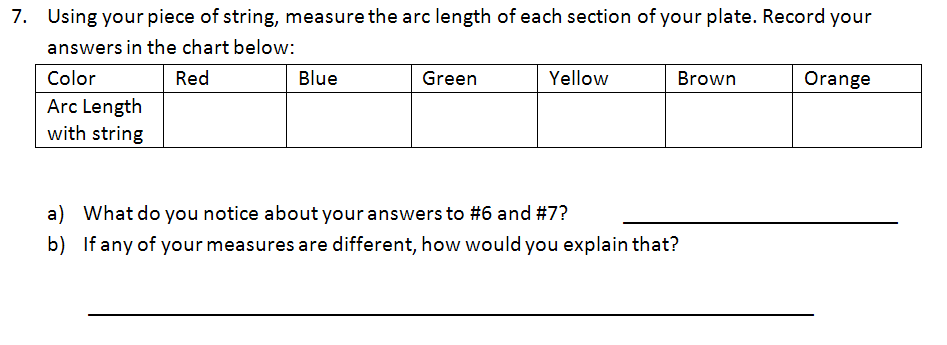 7. Using your piece of string, measure the arc length of each section of your plate. Record your
answers in the chart below:
Color Red Blue Green Yellow Brown Orange
Arc Length
with string
a) What do you notice about your answers to #6 and #7?
b) If any of your measures are different, how would you explain that?